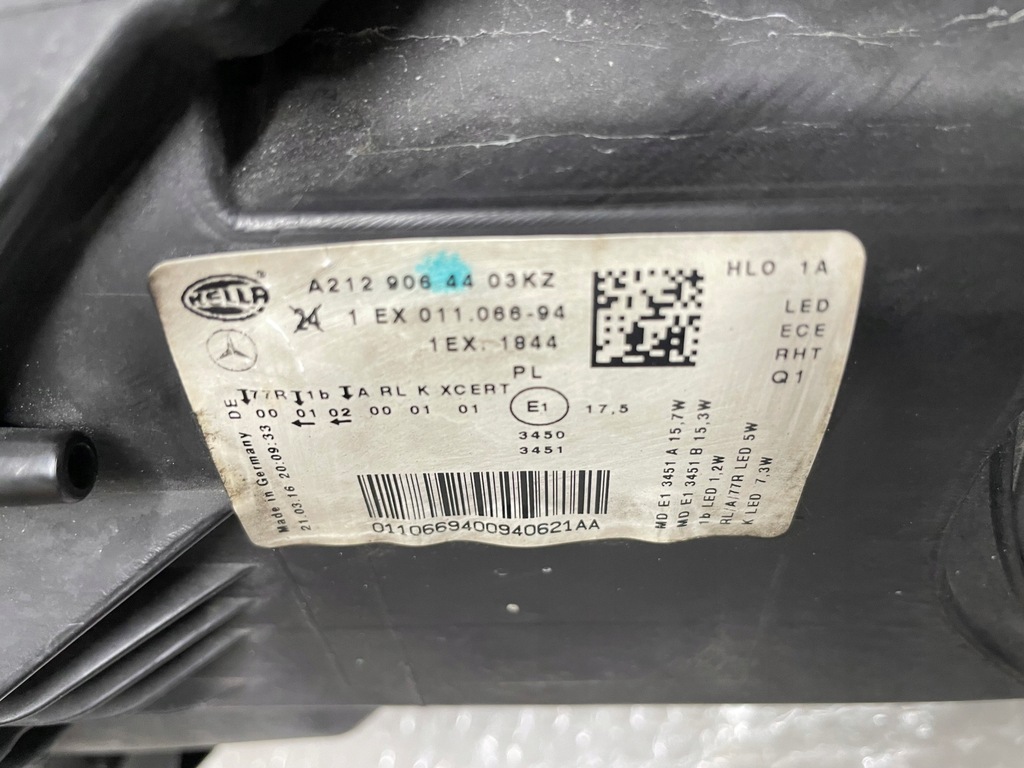 HELLA
A212 906 44 03KZ
24 1 EX 011.066-94
1EX. 1844
HLO 1A
LED
ECE
RHT
Q1
PL
77R 1b A RL K XCERT
00 01 02 00 01 01
E1 17,5
3450
3451
Made in Germany DE
21.03.16 20:09:33
0110669400940621AA
MD E1 3451 A 15,7W
MD E1 3451 B 15,3W
1b LED 1,2W
RL/A/77R LED 5W
K LED 7,3W